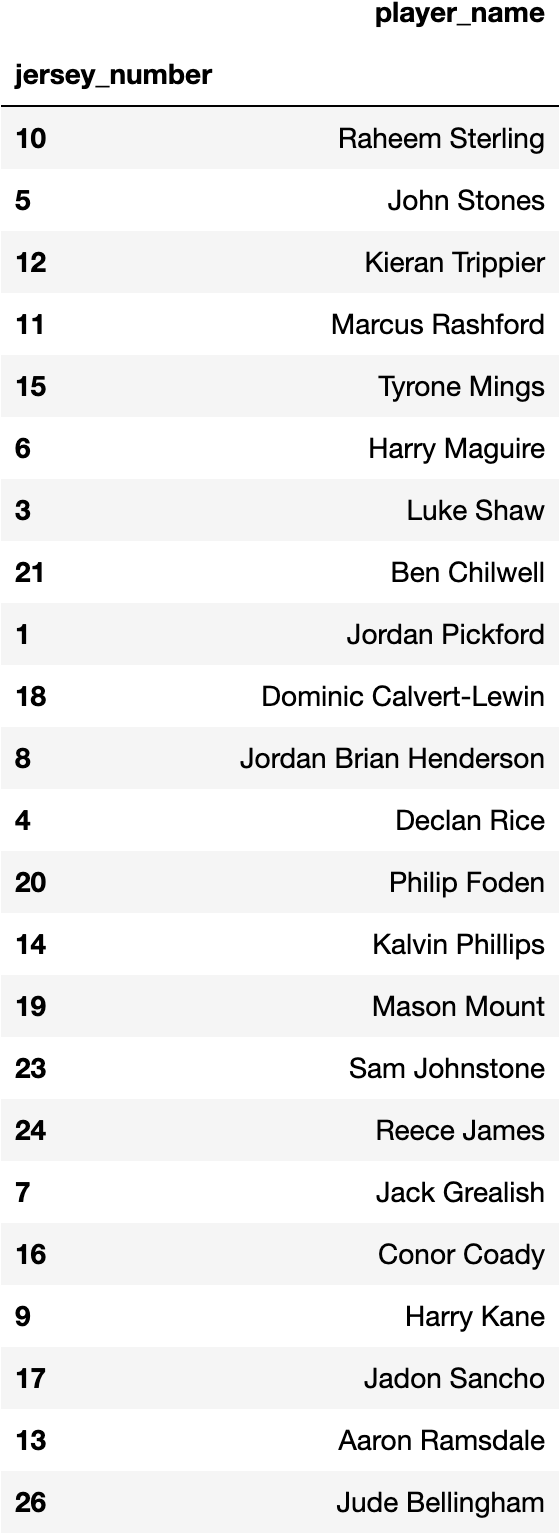 player_name
jersey_number
10 Raheem Sterling
5 John Stones
12 Kieran Trippier
11 Marcus Rashford
15 Tyrone Mings
6 Harry Maguire
3 Luke Shaw
21 Ben Chilwell
1 Jordan Pickford
18 Dominic Calvert-Lewin
8 Jordan Brian Henderson
4 Declan Rice
20 Philip Foden
14 Kalvin Phillips
19 Mason Mount
23 Sam Johnstone
24 Reece James
7 Jack Grealish
16 Conor Coady
9 Harry Kane
17 Jadon Sancho
13 Aaron Ramsdale
26 Jude Bellingham